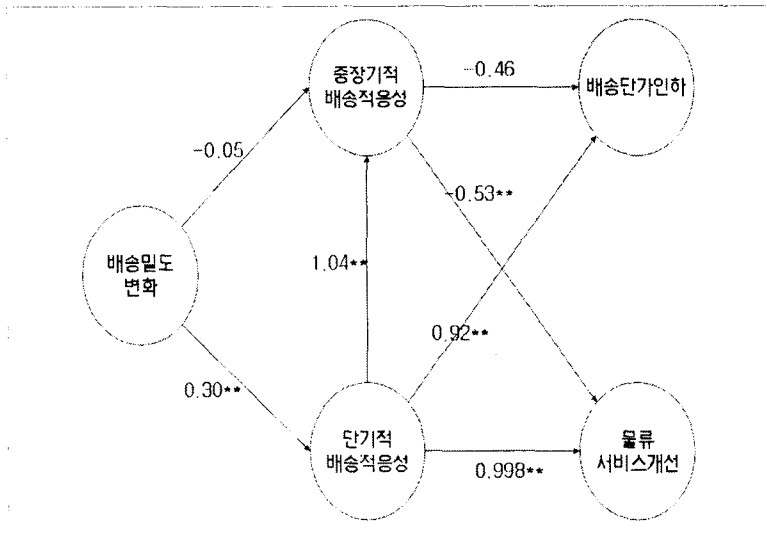 중장기적
배송적응성
-0.46
배송단가인하
-0.05
-0.53**
배송밀도
변화
1.04**
0.92**
0.30**
단기적
배송적응성
0.998**
물류
서비스개선